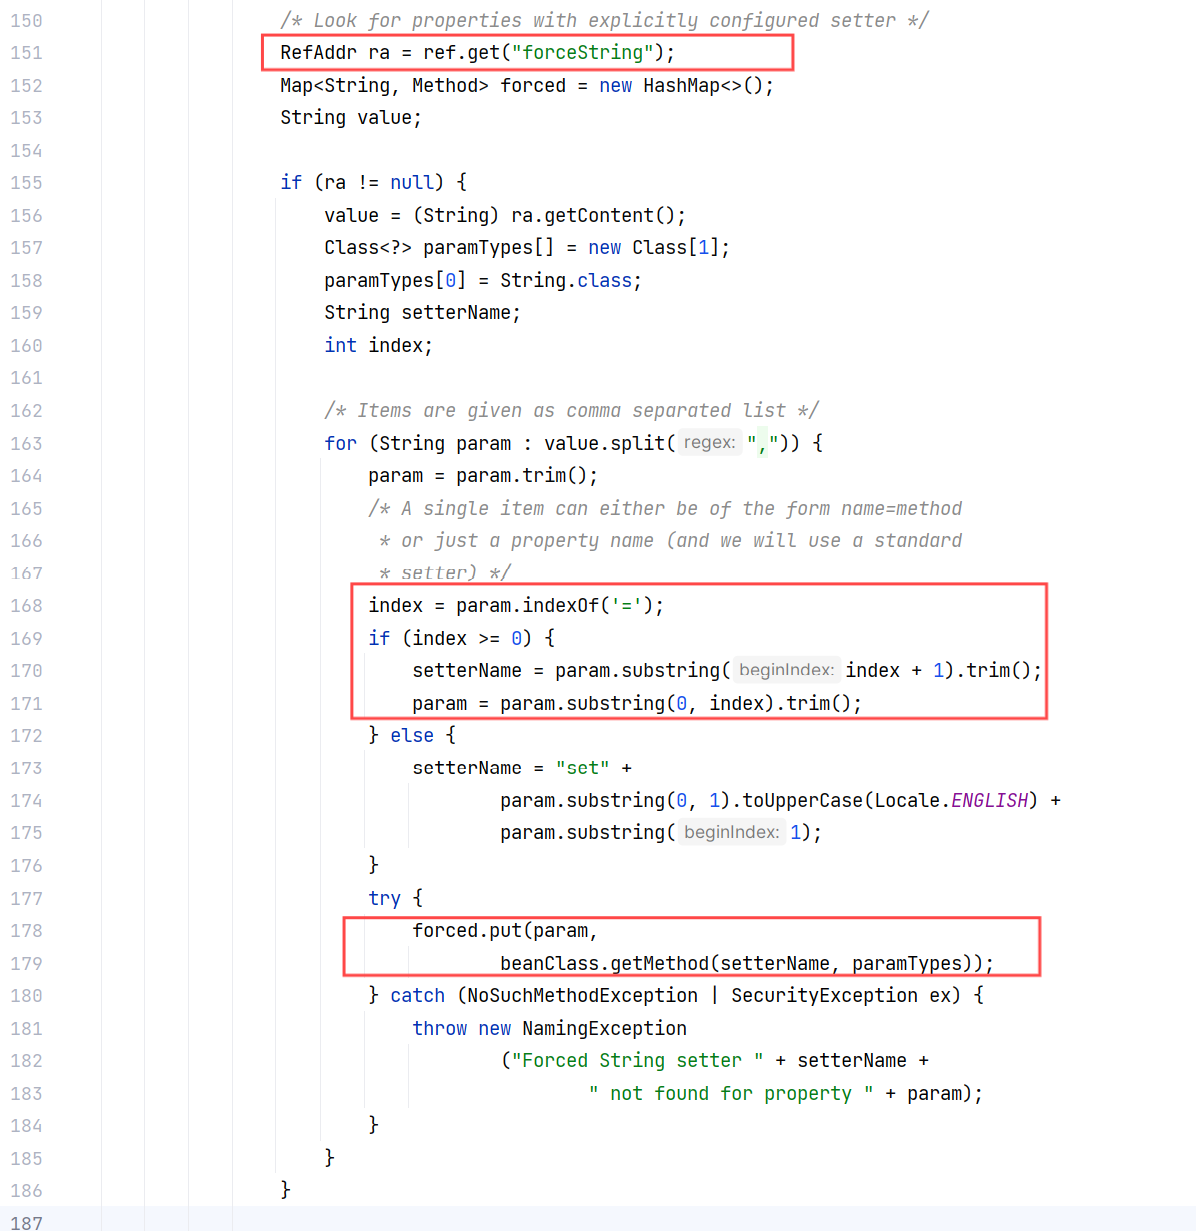 150 /* Look for properties with explicitly configured setter */
151 RefAddr ra = ref.get("forceString");
152 Map<String, Method> forced = new HashMap<>();
153 String value;
154
155 if (ra != null) {
156 value = (String) ra.getContent();
157 Class<?> paramTypes[] = new Class[1];
158 paramTypes[0] = String.class;
159 String setterName;
160 int index;
161
162 /* Items are given as comma separated list */
163 for (String param : value.split( regex: ",")) {
164 param = param.trim();
165 /* A single item can either be of the form name=method
166 * or just a property name (and we will use a standard
167 * setter) */
168 index = param.indexOf('=');
169 if (index >= 0) {
170 setterName = param.substring( beginIndex: index + 1).trim();
171 param = param.substring(0, index).trim();
172 } else {
173 setterName = "set" +
174 param.substring(0, 1).toUpperCase(Locale.ENGLISH) +
175 param.substring( beginIndex: 1);
176 }
177 try {
178 forced.put(param,
179 beanClass.getMethod(setterName, paramTypes));
180 } catch (NoSuchMethodException | SecurityException ex) {
181 throw new NamingException
182 ("Forced String setter " + setterName +
183 " not found for property " + param);
184 }
185 }
186 }
187